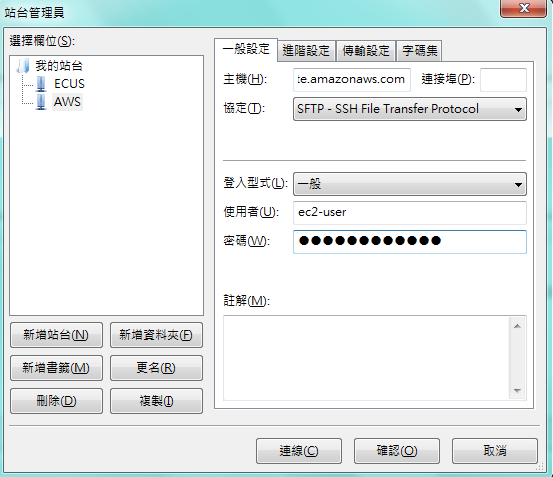 站台管理員
選擇欄位(S):
我的站台
ECUS
AWS
新增站台(N) 新增資料夾(F)
新增書籤(M) 更名(R)
刪除(D) 複製(I)
一般設定 進階設定 傳輸設定 字碼集
主機(H): :e.amazonaws.com 連接埠(P):
協定(T): SFTP - SSH File Transfer Protocol
登入型式(L): 一般
使用者(U): ec2-user
密碼(W): ●●●●●●●●●●●●
註解(M):
連線(C) 確認(O) 取消